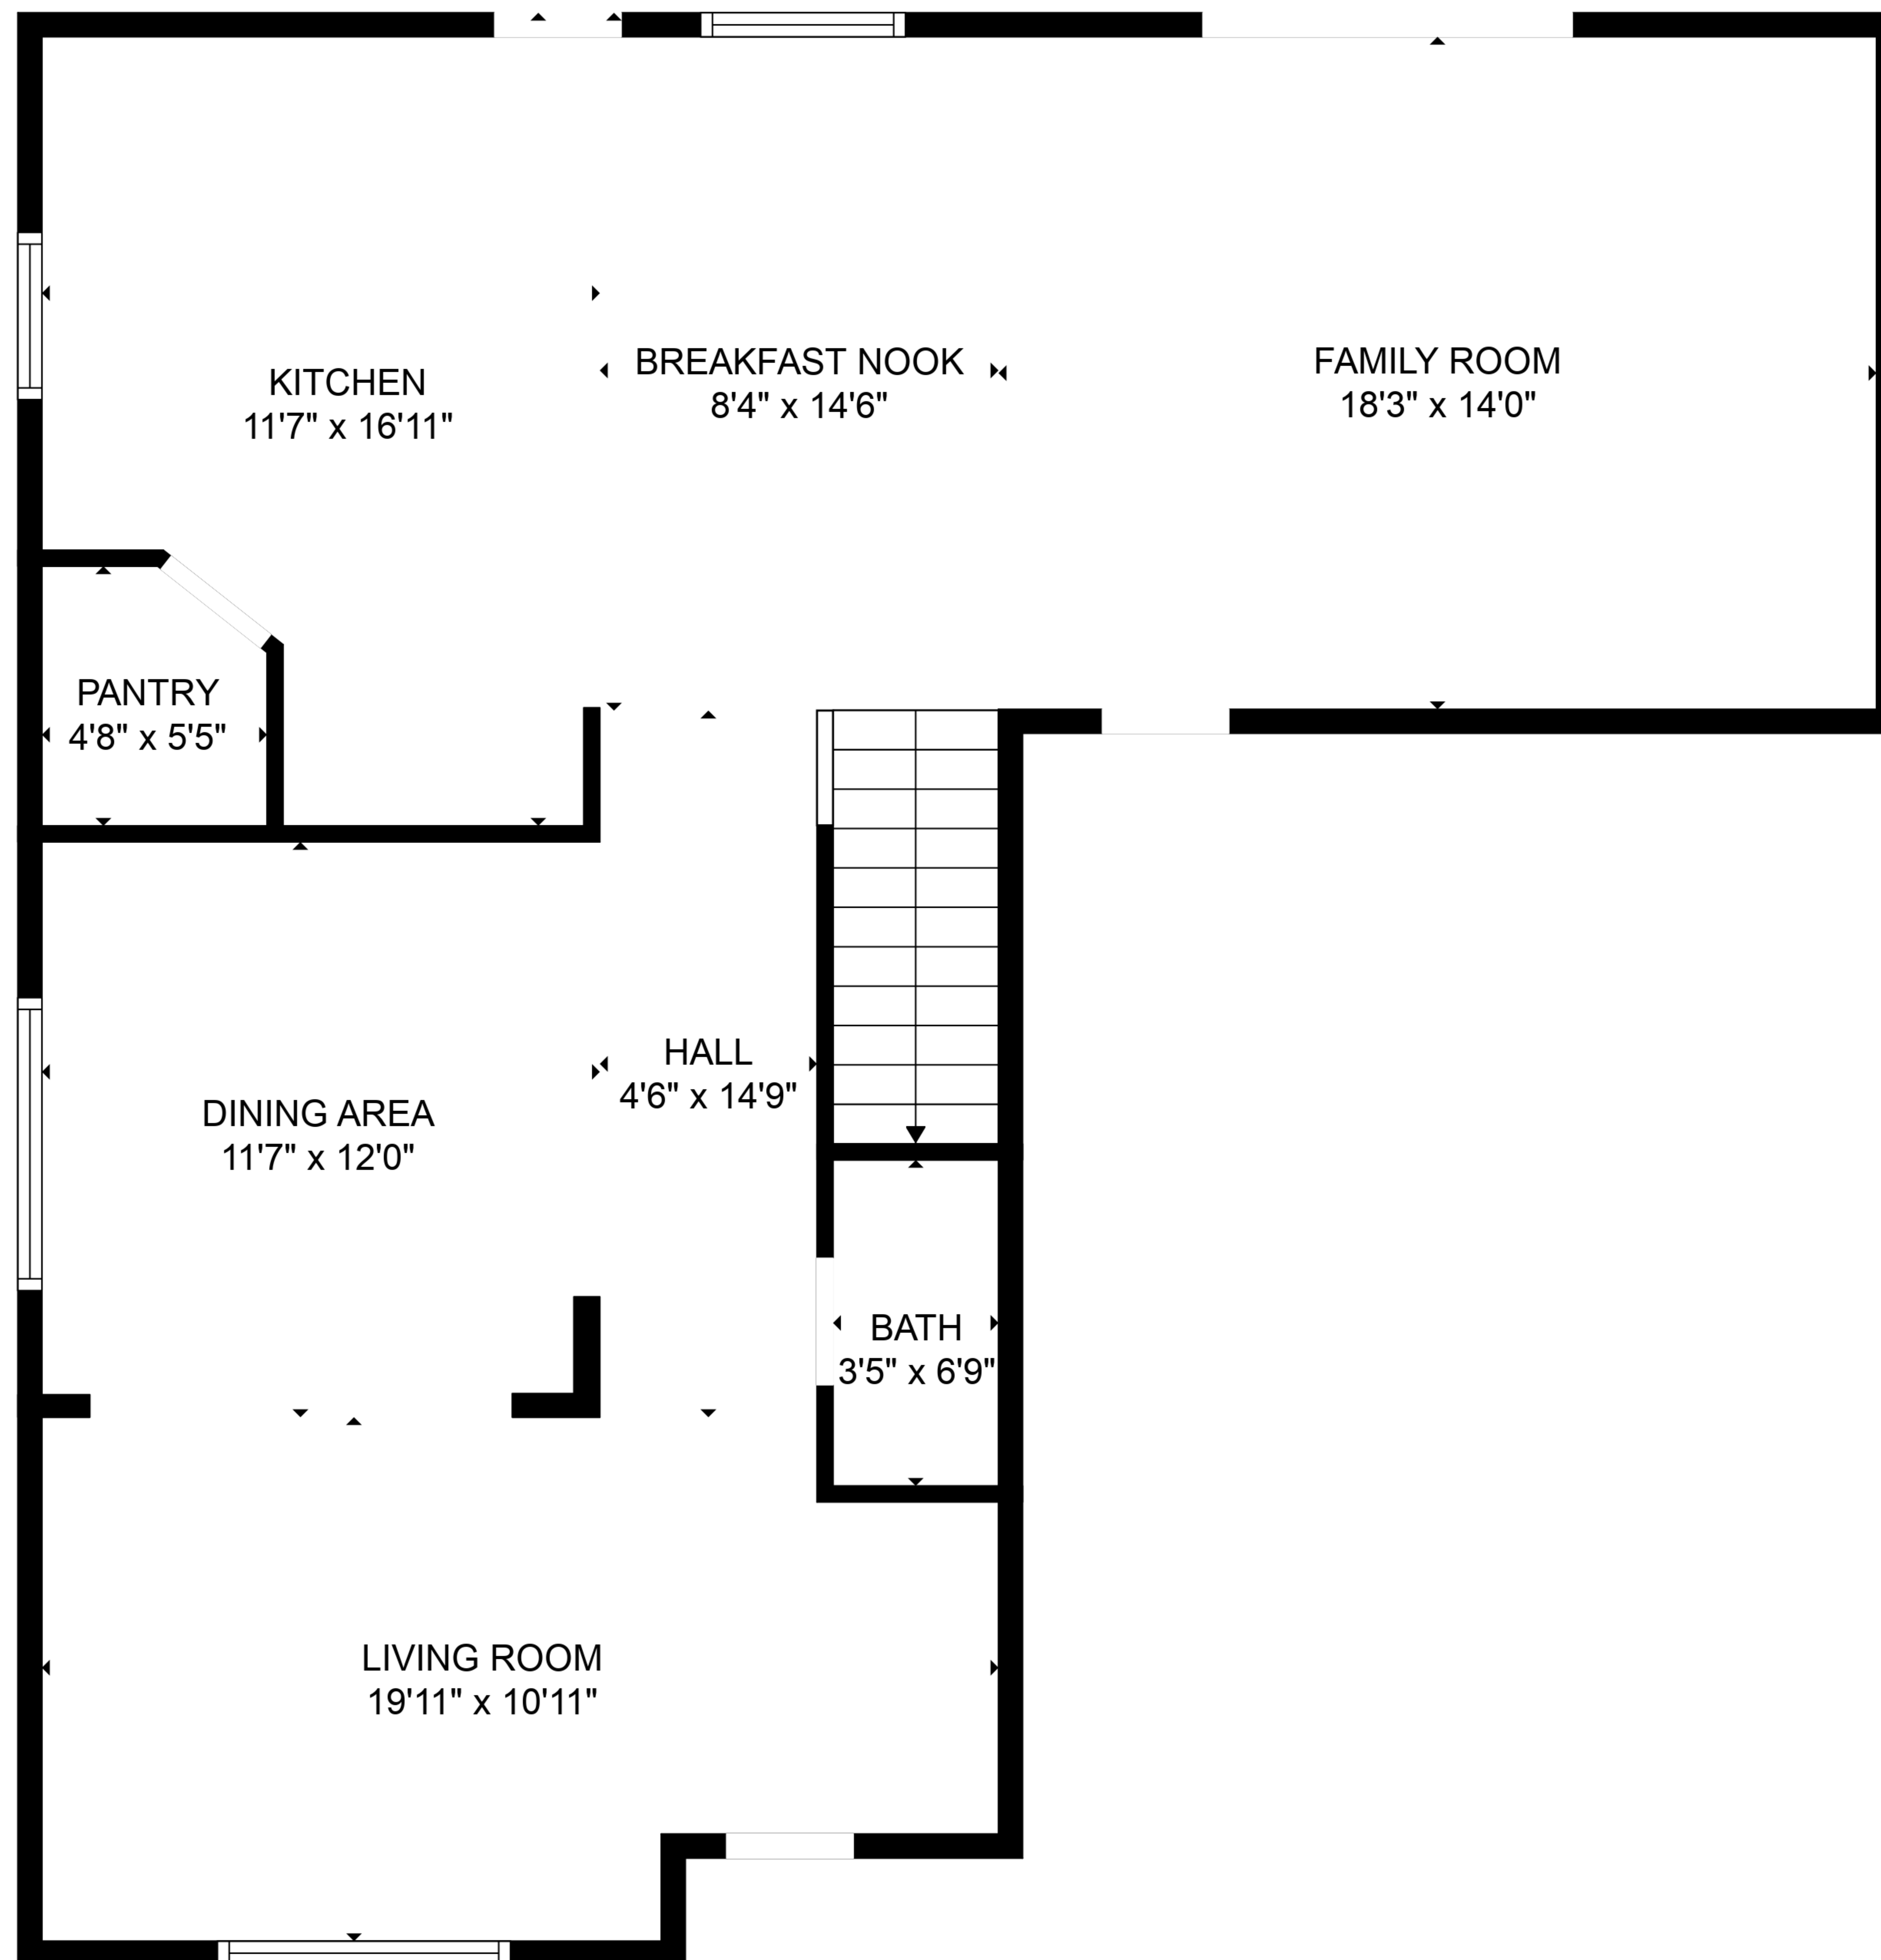 KITCHEN
11'7" x 16'11"
BREAKFAST NOOK
8'4" x 14'6"
FAMILY ROOM
18'3" x 14'0"
PANTRY
4'8" x 5'5"
HALL
4'6" x 14'9"
DINING AREA
11'7" x 12'0"
BATH
3'5" x 6'9"
LIVING ROOM
19'11" x 10'11"